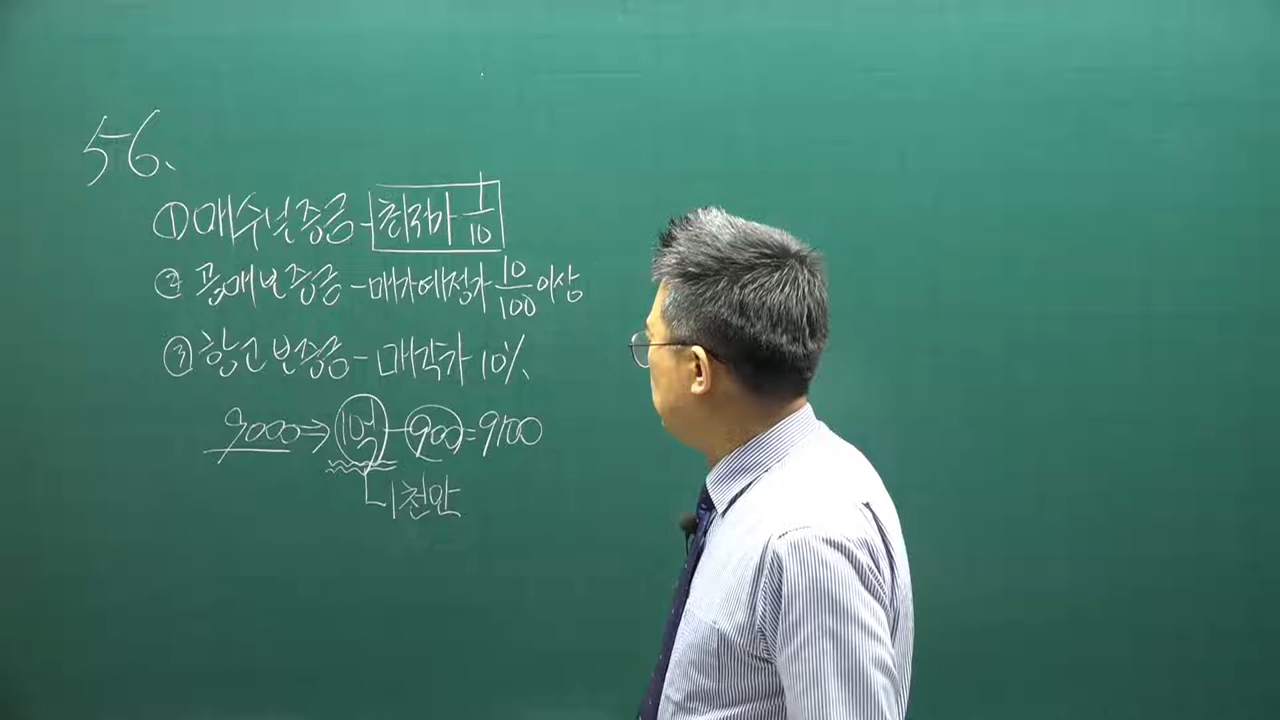 56.
① 매수보증금 - 최저가 1/10
② 공매보증금 - 매각예정가 10/100 이상
③ 항고보증금 - 매각가 10%
9000 ⇒ 1억 - 900 = 9100
1천만